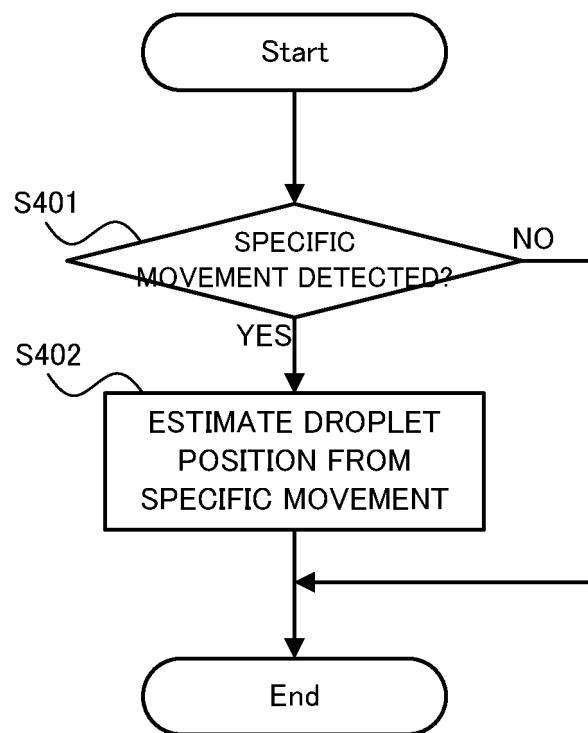 Start
S401
SPECIFIC
MOVEMENT DETECTED?
NO
YES
S402
ESTIMATE DROPLET
POSITION FROM
SPECIFIC MOVEMENT
End